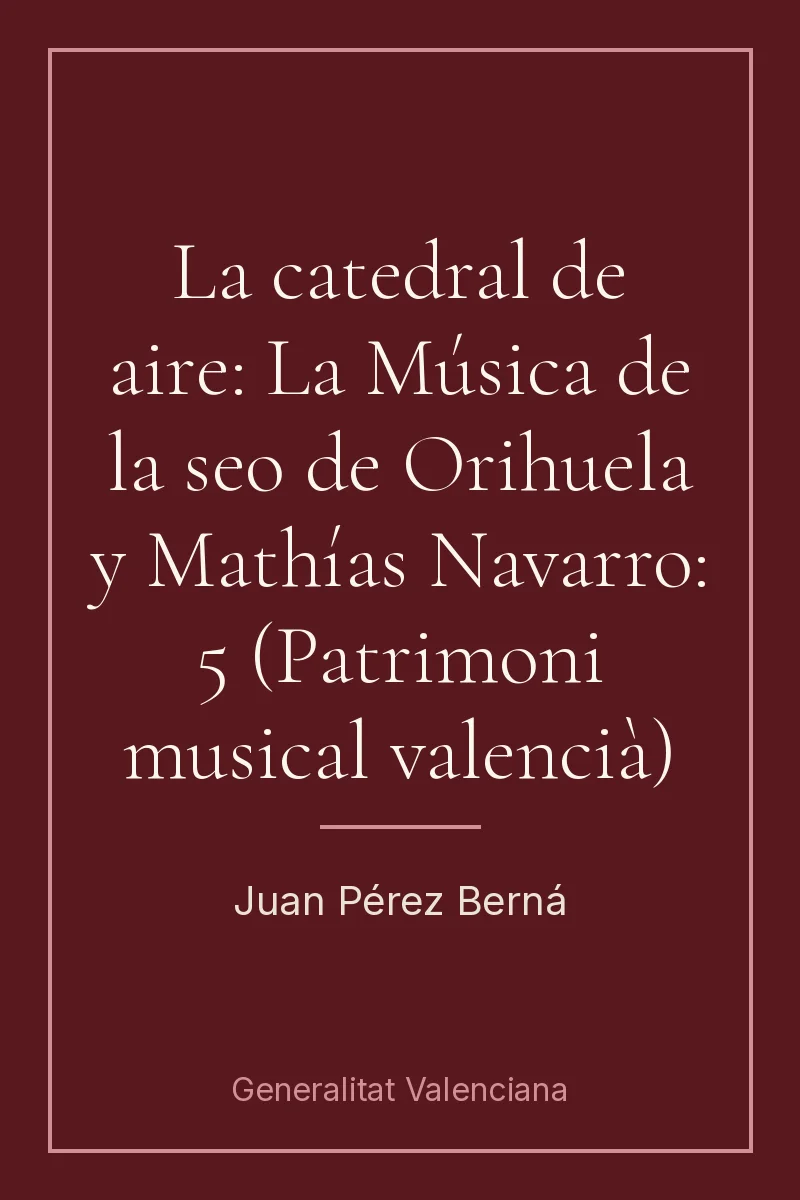 La catedral de
aire: La Música de
la seo de Orihuela
y Mathías Navarro:
5 (Patrimoni
musical valencià)
Juan Pérez Berná
Generalitat Valenciana